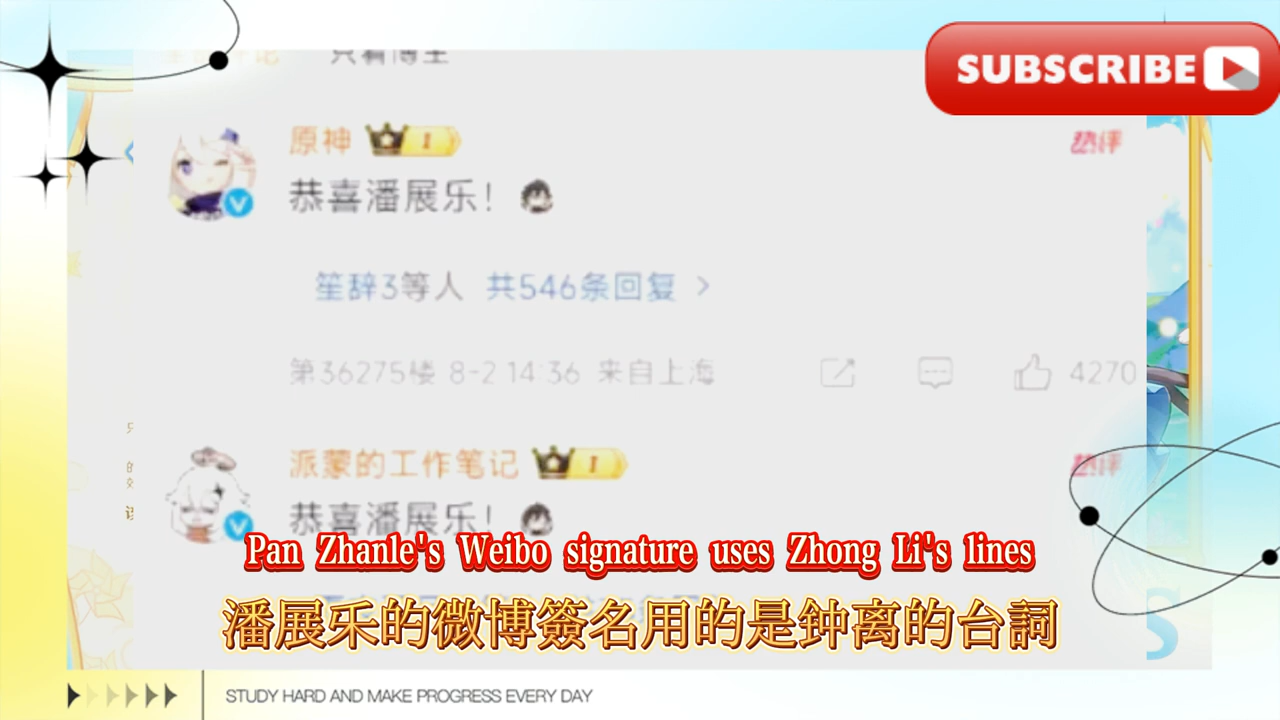 只看博主
SUBSCRIBE
原神 I
热评
恭喜潘展乐！
笙辞3等人 共546条回复 >
第36275楼 8-2 14:36 来自上海
4270
派蒙的工作笔记 I
热评
恭喜潘展乐！
Pan Zhanle's Weibo signature uses Zhong Li's lines
潘展乐的微博簽名用的是钟离的台詞
S
STUDY HARD AND MAKE PROGRESS EVERY DAY